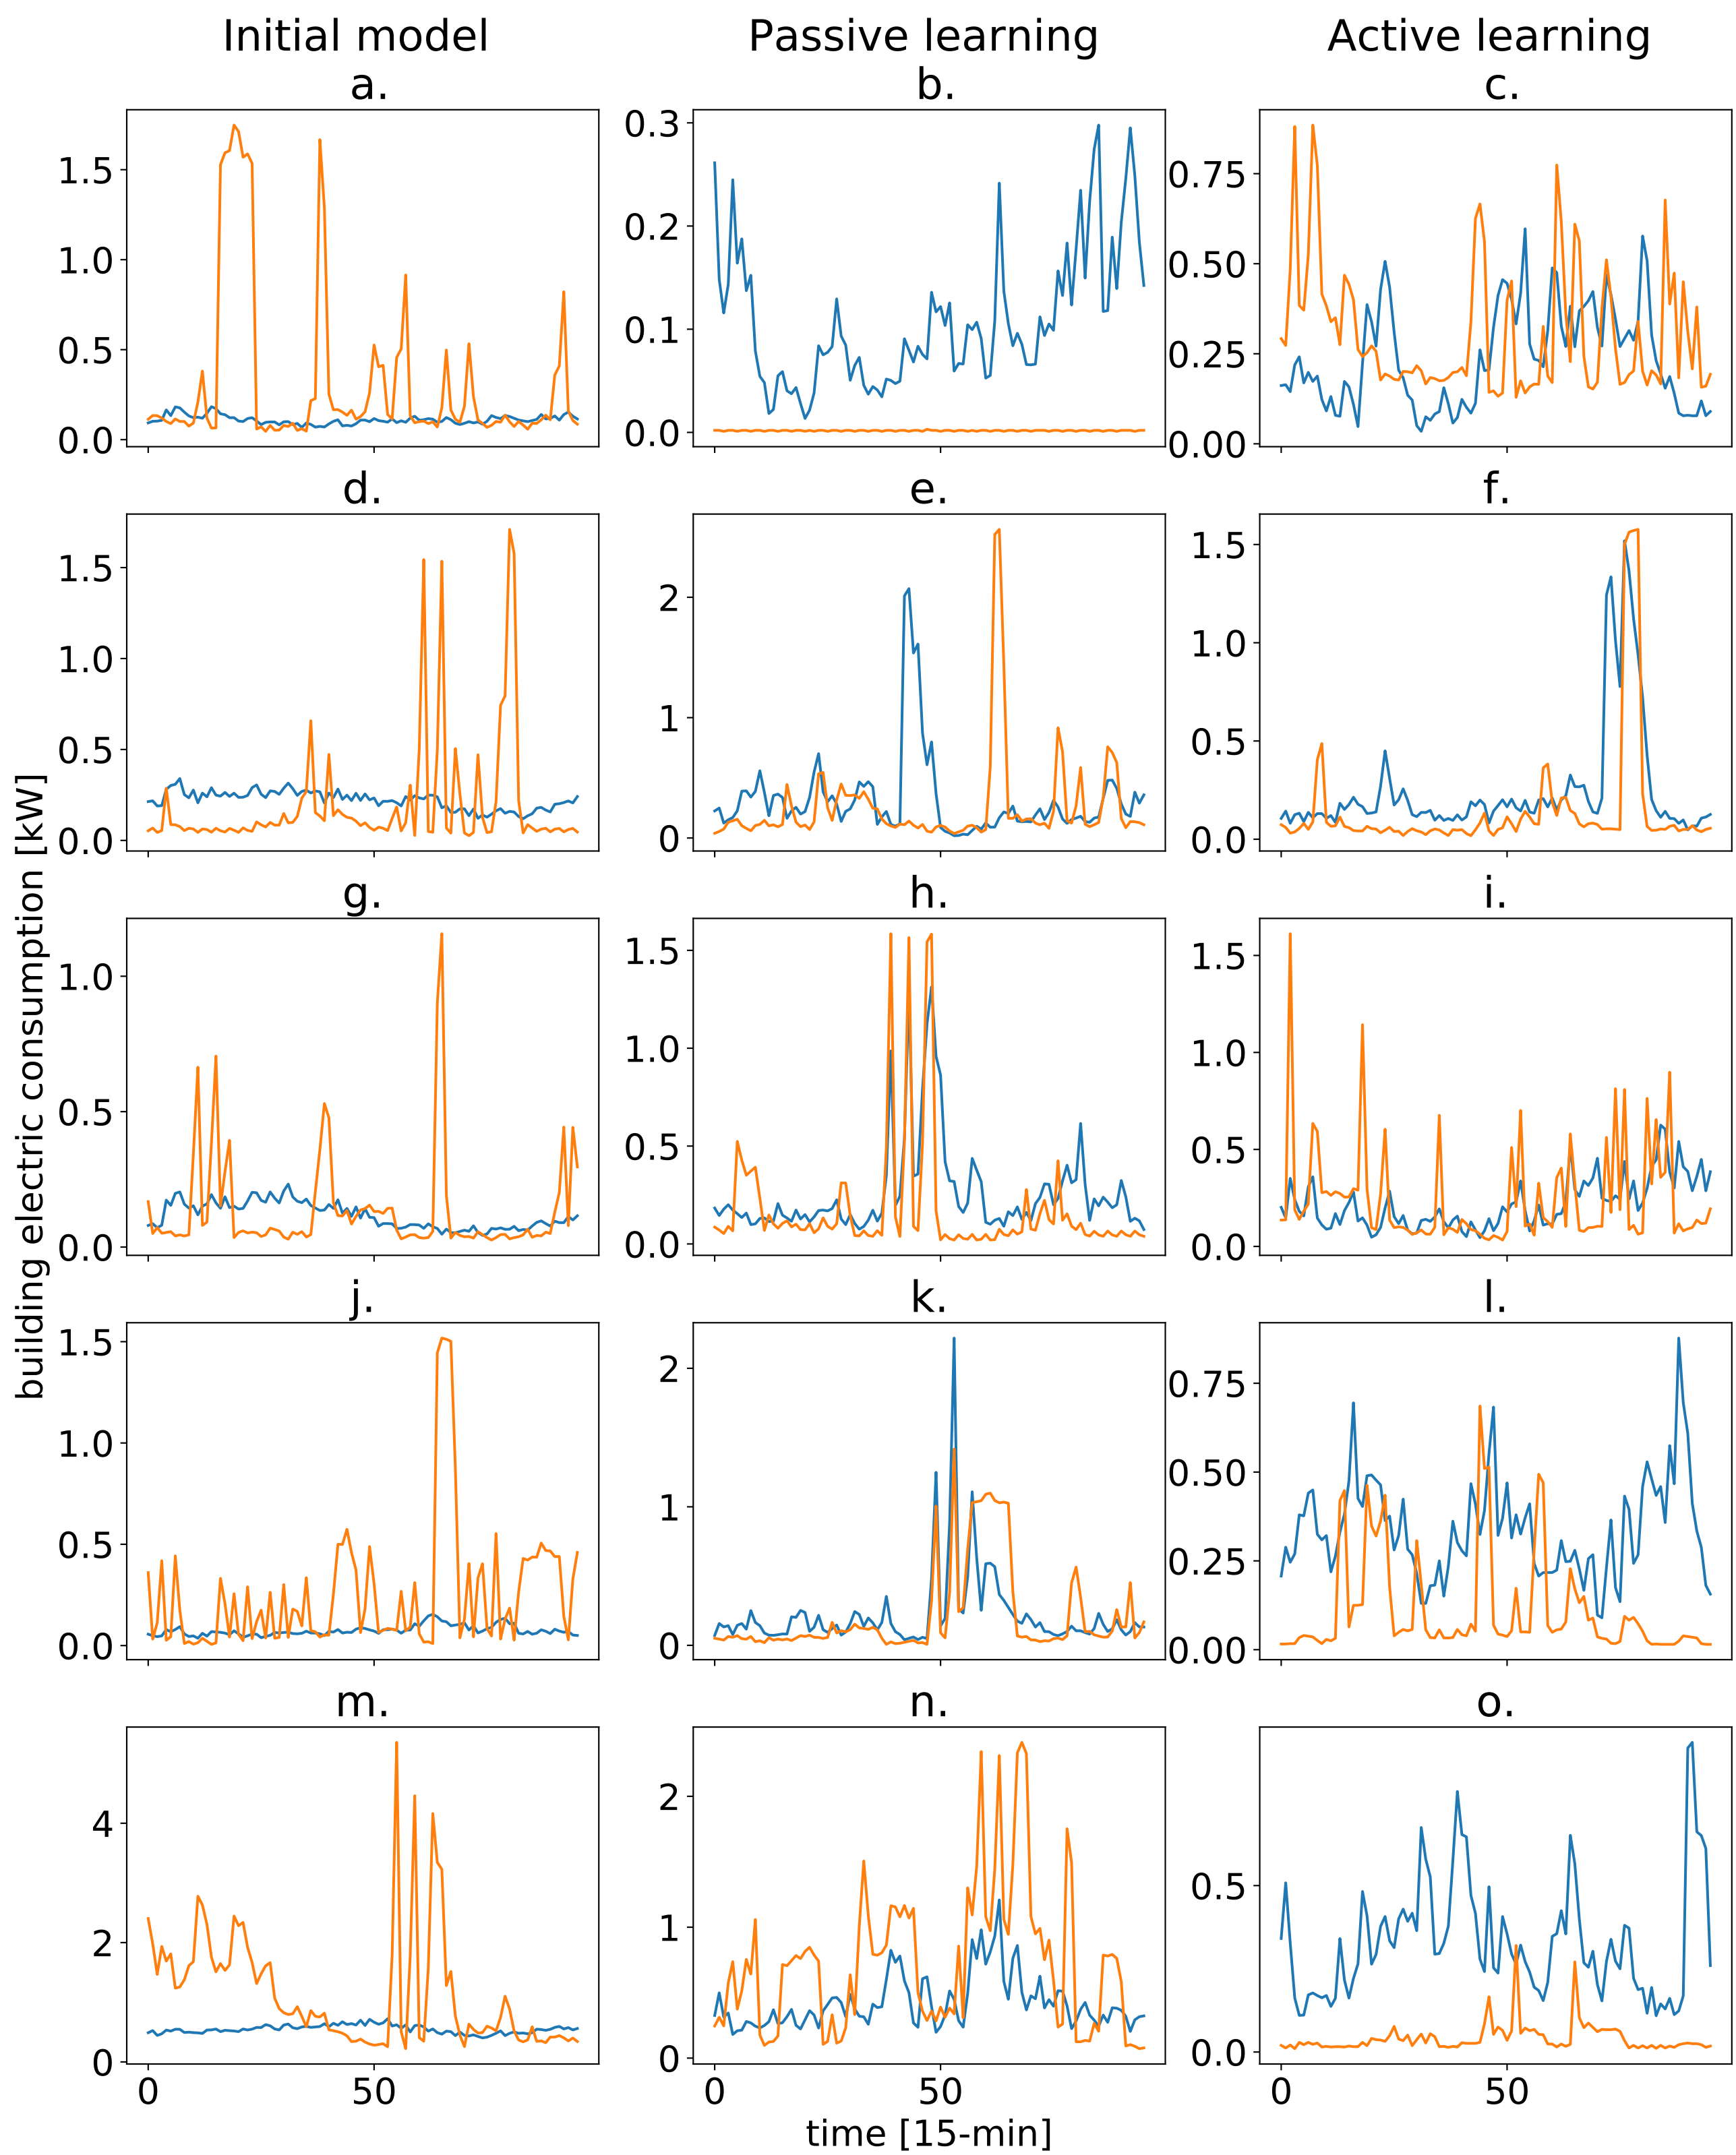 Initial model
Passive learning
Active learning
a.
b.
c.
1.5
1.0
0.5
0.0
0.3
0.2
0.1
0.0
0.75
0.50
0.25
0.00
d.
e.
f.
1.5
1.0
0.5
0.0
2
1
0
1.5
1.0
0.5
0.0
g.
h.
i.
1.0
0.5
0.0
1.5
1.0
0.5
0.0
1.5
1.0
0.5
0.0
j.
k.
l.
1.5
1.0
0.5
0.0
2
1
0
0.75
0.50
0.25
0.00
m.
n.
o.
4
2
0
2
1
0
0.5
0.0
0 50
0 50
0 50
time [15-min]
building electric consumption [kW]